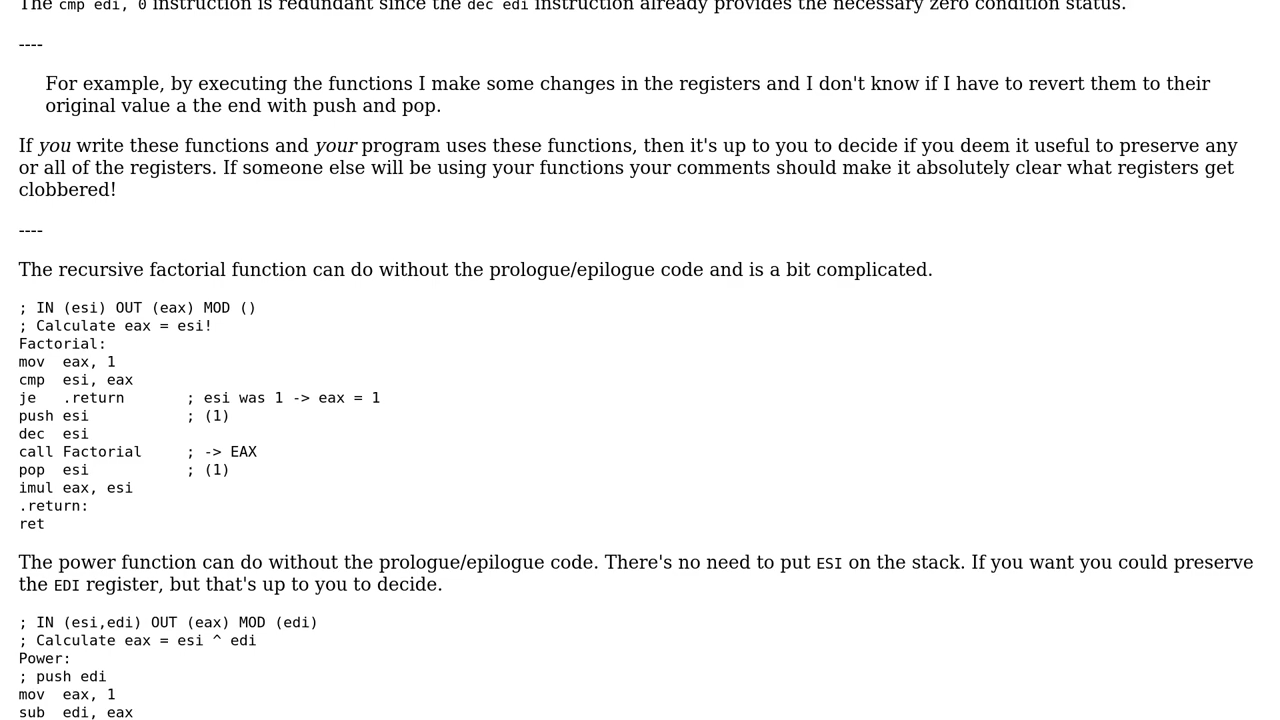 The cmp edi, 0 instruction is redundant since the dec edi instruction already provides the necessary zero condition status.
----
For example, by executing the functions I make some changes in the registers and I don't know if I have to revert them to their
original value a the end with push and pop.
If you write these functions and your program uses these functions, then it's up to you to decide if you deem it useful to preserve any
or all of the registers. If someone else will be using your functions your comments should make it absolutely clear what registers get
clobbered!
----
The recursive factorial function can do without the prologue/epilogue code and is a bit complicated.
; IN (esi) OUT (eax) MOD ()
; Calculate eax = esi!
Factorial:
mov  eax, 1
cmp  esi, eax
je   .return       ; esi was 1 -> eax = 1
push esi           ; (1)
dec  esi
call Factorial     ; -> EAX
pop  esi           ; (1)
imul eax, esi
.return:
ret
The power function can do without the prologue/epilogue code. There's no need to put ESI on the stack. If you want you could preserve
the EDI register, but that's up to you to decide.
; IN (esi,edi) OUT (eax) MOD (edi)
; Calculate eax = esi ^ edi
Power:
; push edi
mov  eax, 1
sub  edi, eax